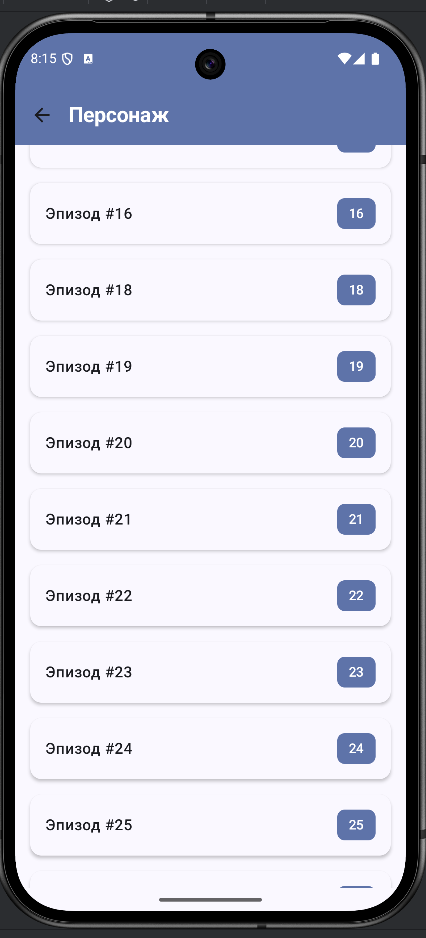 8:15 A
Персонаж
Эпизод #16 16
Эпизод #18 18
Эпизод #19 19
Эпизод #20 20
Эпизод #21 21
Эпизод #22 22
Эпизод #23 23
Эпизод #24 24
Эпизод #25 25